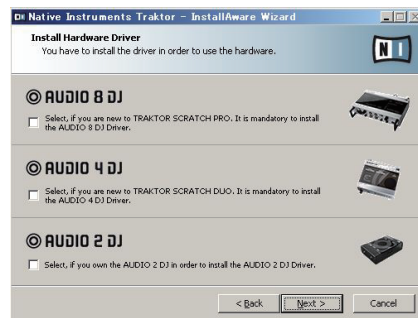 Native Instruments Traktor - InstallAware Wizard
Install Hardware Driver
You have to install the driver in order to use the hardware.
NI
AUDIO 8 DJ
Select, if you are new to TRAKTOR SCRATCH PRO. It is mandatory to install
the AUDIO 8 DJ Driver.
AUDIO 4 DJ
Select, if you are new to TRAKTOR SCRATCH DUO. It is mandatory to install
the AUDIO 4 DJ Driver.
AUDIO 2 DJ
Select, if you own the AUDIO 2 DJ in order to install the AUDIO 2 DJ Driver.
< Back
Next >
Cancel